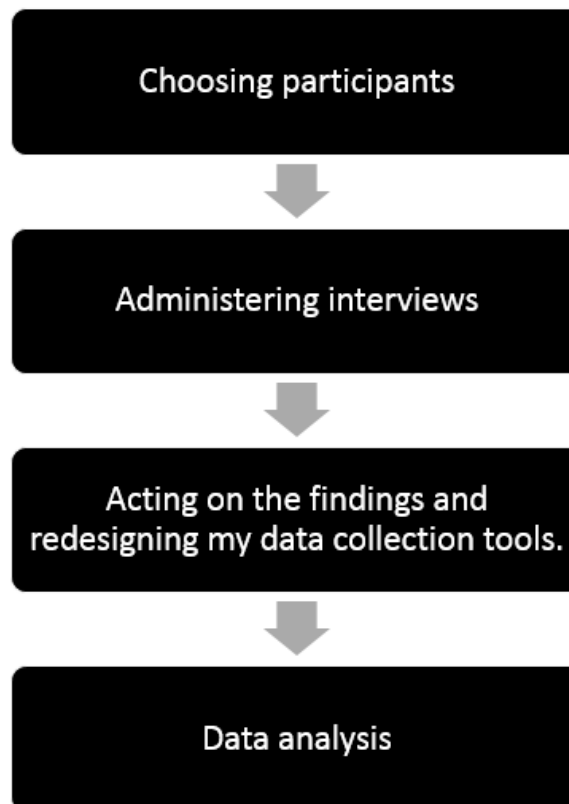 Choosing participants
Administering interviews
Acting on the findings and
redesigning my data collection tools.
Data analysis